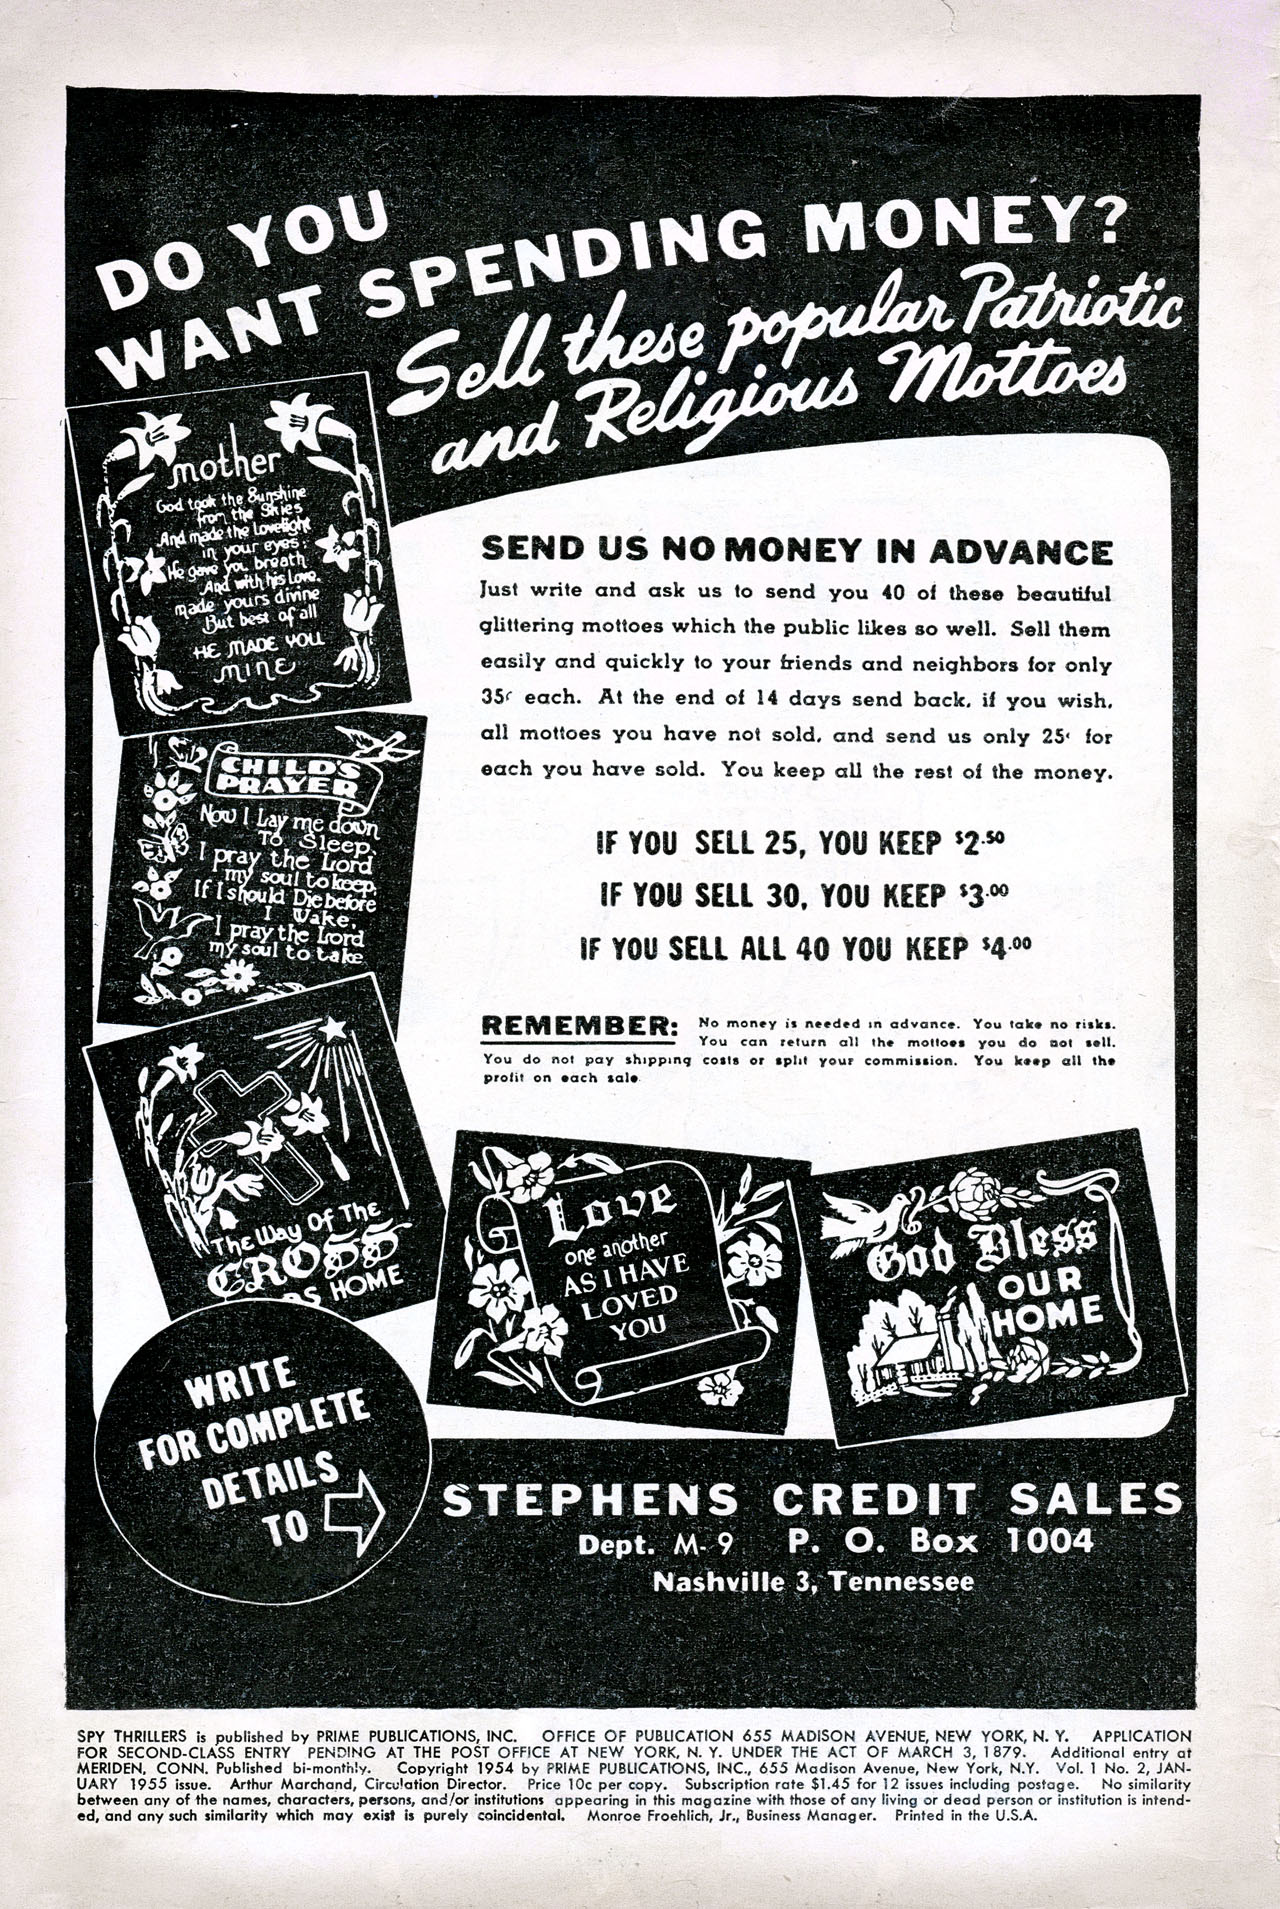 DO YOU
WANT SPENDING MONEY?
Sell these popular Patriotic
and Religious Mottoes
mother
God took the Sunshine
from the Skies
And made the Lovelight
in your eyes;
He gave you breath
And with his Love,
made yours divine
But best of all
HE MADE YOU
MINE
CHILD'S
PRAYER
Now I Lay me down
To Sleep,
I pray the Lord
my soul to keep,
If I should Die before
I Wake,
I pray the Lord
my soul to take
The Way Of The
CROSS
HOME
SEND US NO MONEY IN ADVANCE
Just write and ask us to send you 40 of these beautiful
glittering mottoes which the public likes so well. Sell them
easily and quickly to your friends and neighbors for only
35¢ each. At the end of 14 days send back, if you wish,
all mottoes you have not sold, and send us only 25¢ for
each you have sold. You keep all the rest of the money.
IF YOU SELL 25, YOU KEEP $2.50
IF YOU SELL 30, YOU KEEP $3.00
IF YOU SELL ALL 40 YOU KEEP $4.00
REMEMBER: No money is needed in advance. You take no risks.
You can return all the mottoes you do not sell.
You do not pay shipping costs or split your commission. You keep all the
profit on each sale.
Love
one another
AS I HAVE
LOVED
YOU
God Bless
OUR
HOME
WRITE
FOR COMPLETE
DETAILS
TO
STEPHENS CREDIT SALES
Dept. M-9 P. O. Box 1004
Nashville 3, Tennessee
SPY THRILLERS is published by PRIME PUBLICATIONS, INC. OFFICE OF PUBLICATION 655 MADISON AVENUE, NEW YORK, N. Y. APPLICATION
FOR SECOND-CLASS ENTRY PENDING AT THE POST OFFICE AT NEW YORK, N. Y. UNDER THE ACT OF MARCH 3, 1879. Additional entry at
MERIDEN, CONN. Published bi-monthly. Copyright 1954 by PRIME PUBLICATIONS, INC., 655 Madison Avenue, New York, N.Y. Vol. 1 No. 2, JAN-
UARY 1955 issue. Arthur Marchand, Circulation Director. Price 10c per copy. Subscription rate $1.45 for 12 issues including postage. No similarity
between any of the names, characters, persons, and/or institutions appearing in this magazine with those of any living or dead person or institution is intend-
ed, and any such similarity which may exist is purely coincidental. Monroe Froehlich, Jr., Business Manager. Printed in the U.S.A.